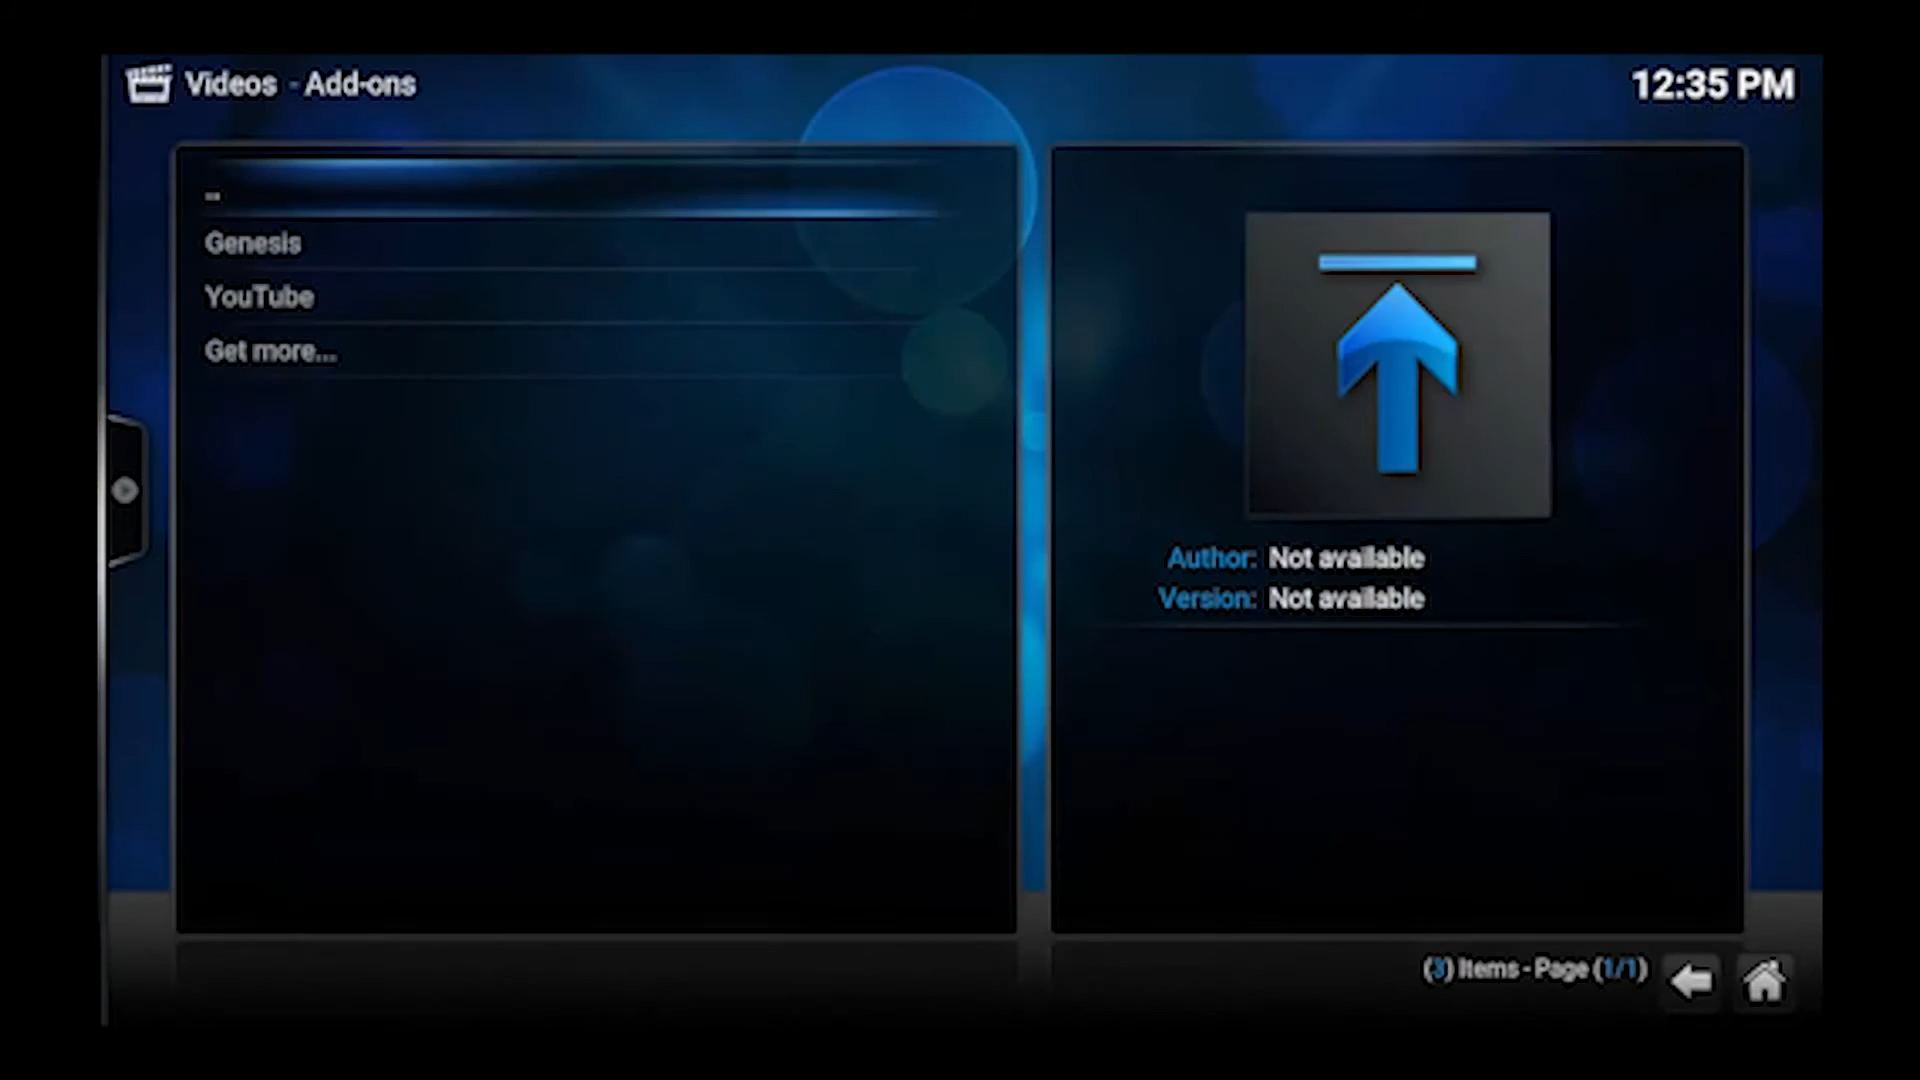 Videos - Add-ons
12:35 PM
..
Genesis
YouTube
Get more...
Author: Not available
Version: Not available
(3) Items - Page (1/1)